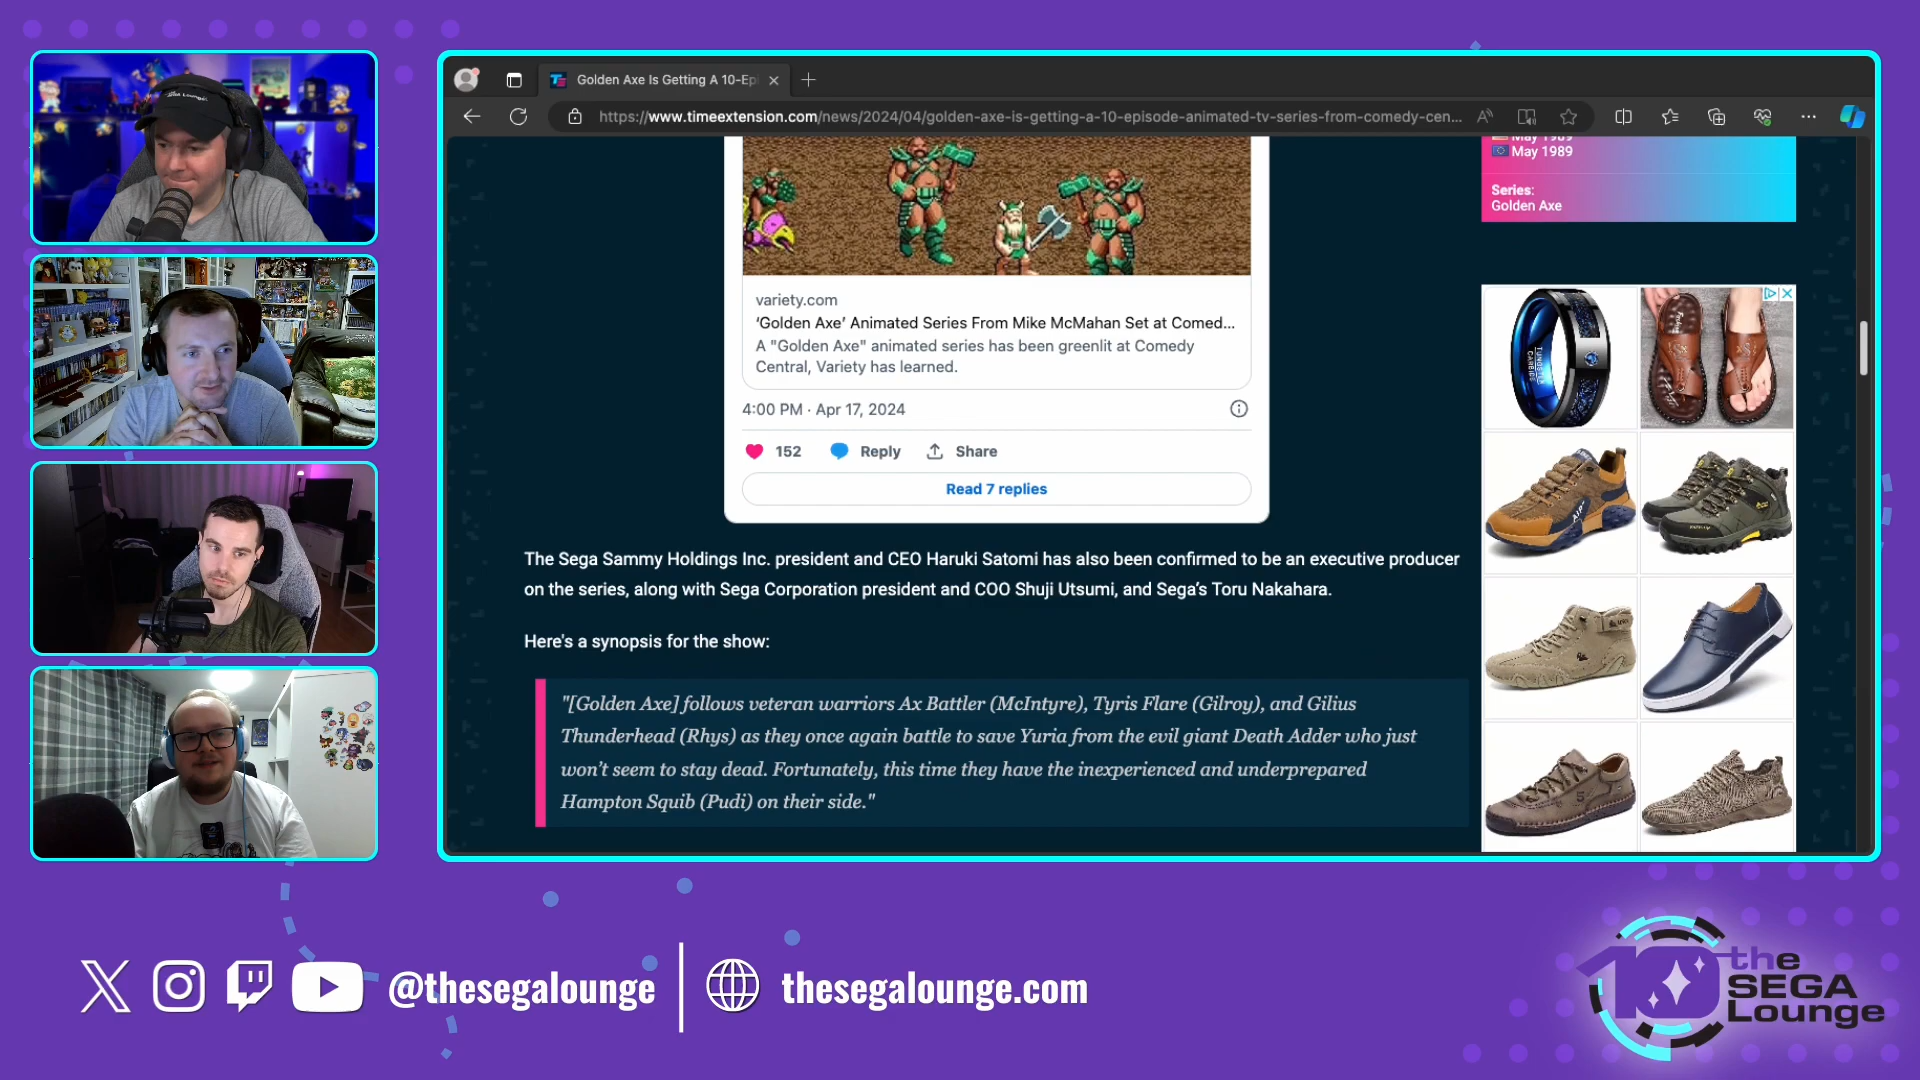 Golden Axe Is Getting A 10-Epi
https://www.timeextension.com/news/2024/04/golden-axe-is-getting-a-10-episode-animated-tv-series-from-comedy-cen...
May 1989
May 1989
Series:
Golden Axe
variety.com
‘Golden Axe’ Animated Series From Mike McMahan Set at Comed...
A "Golden Axe" animated series has been greenlit at Comedy
Central, Variety has learned.
4:00 PM · Apr 17, 2024
152 Reply Share
Read 7 replies
The Sega Sammy Holdings Inc. president and CEO Haruki Satomi has also been confirmed to be an executive producer
on the series, along with Sega Corporation president and COO Shuji Utsumi, and Sega’s Toru Nakahara.
Here's a synopsis for the show:
"[Golden Axe] follows veteran warriors Ax Battler (McIntyre), Tyris Flare (Gilroy), and Gilius
Thunderhead (Rhys) as they once again battle to save Yuria from the evil giant Death Adder who just
won’t seem to stay dead. Fortunately, this time they have the inexperienced and underprepared
Hampton Squib (Pudi) on their side."
TUNGSTEN
CARBIDE
@thesegalounge
thesegalounge.com
10
the
SEGA
Lounge